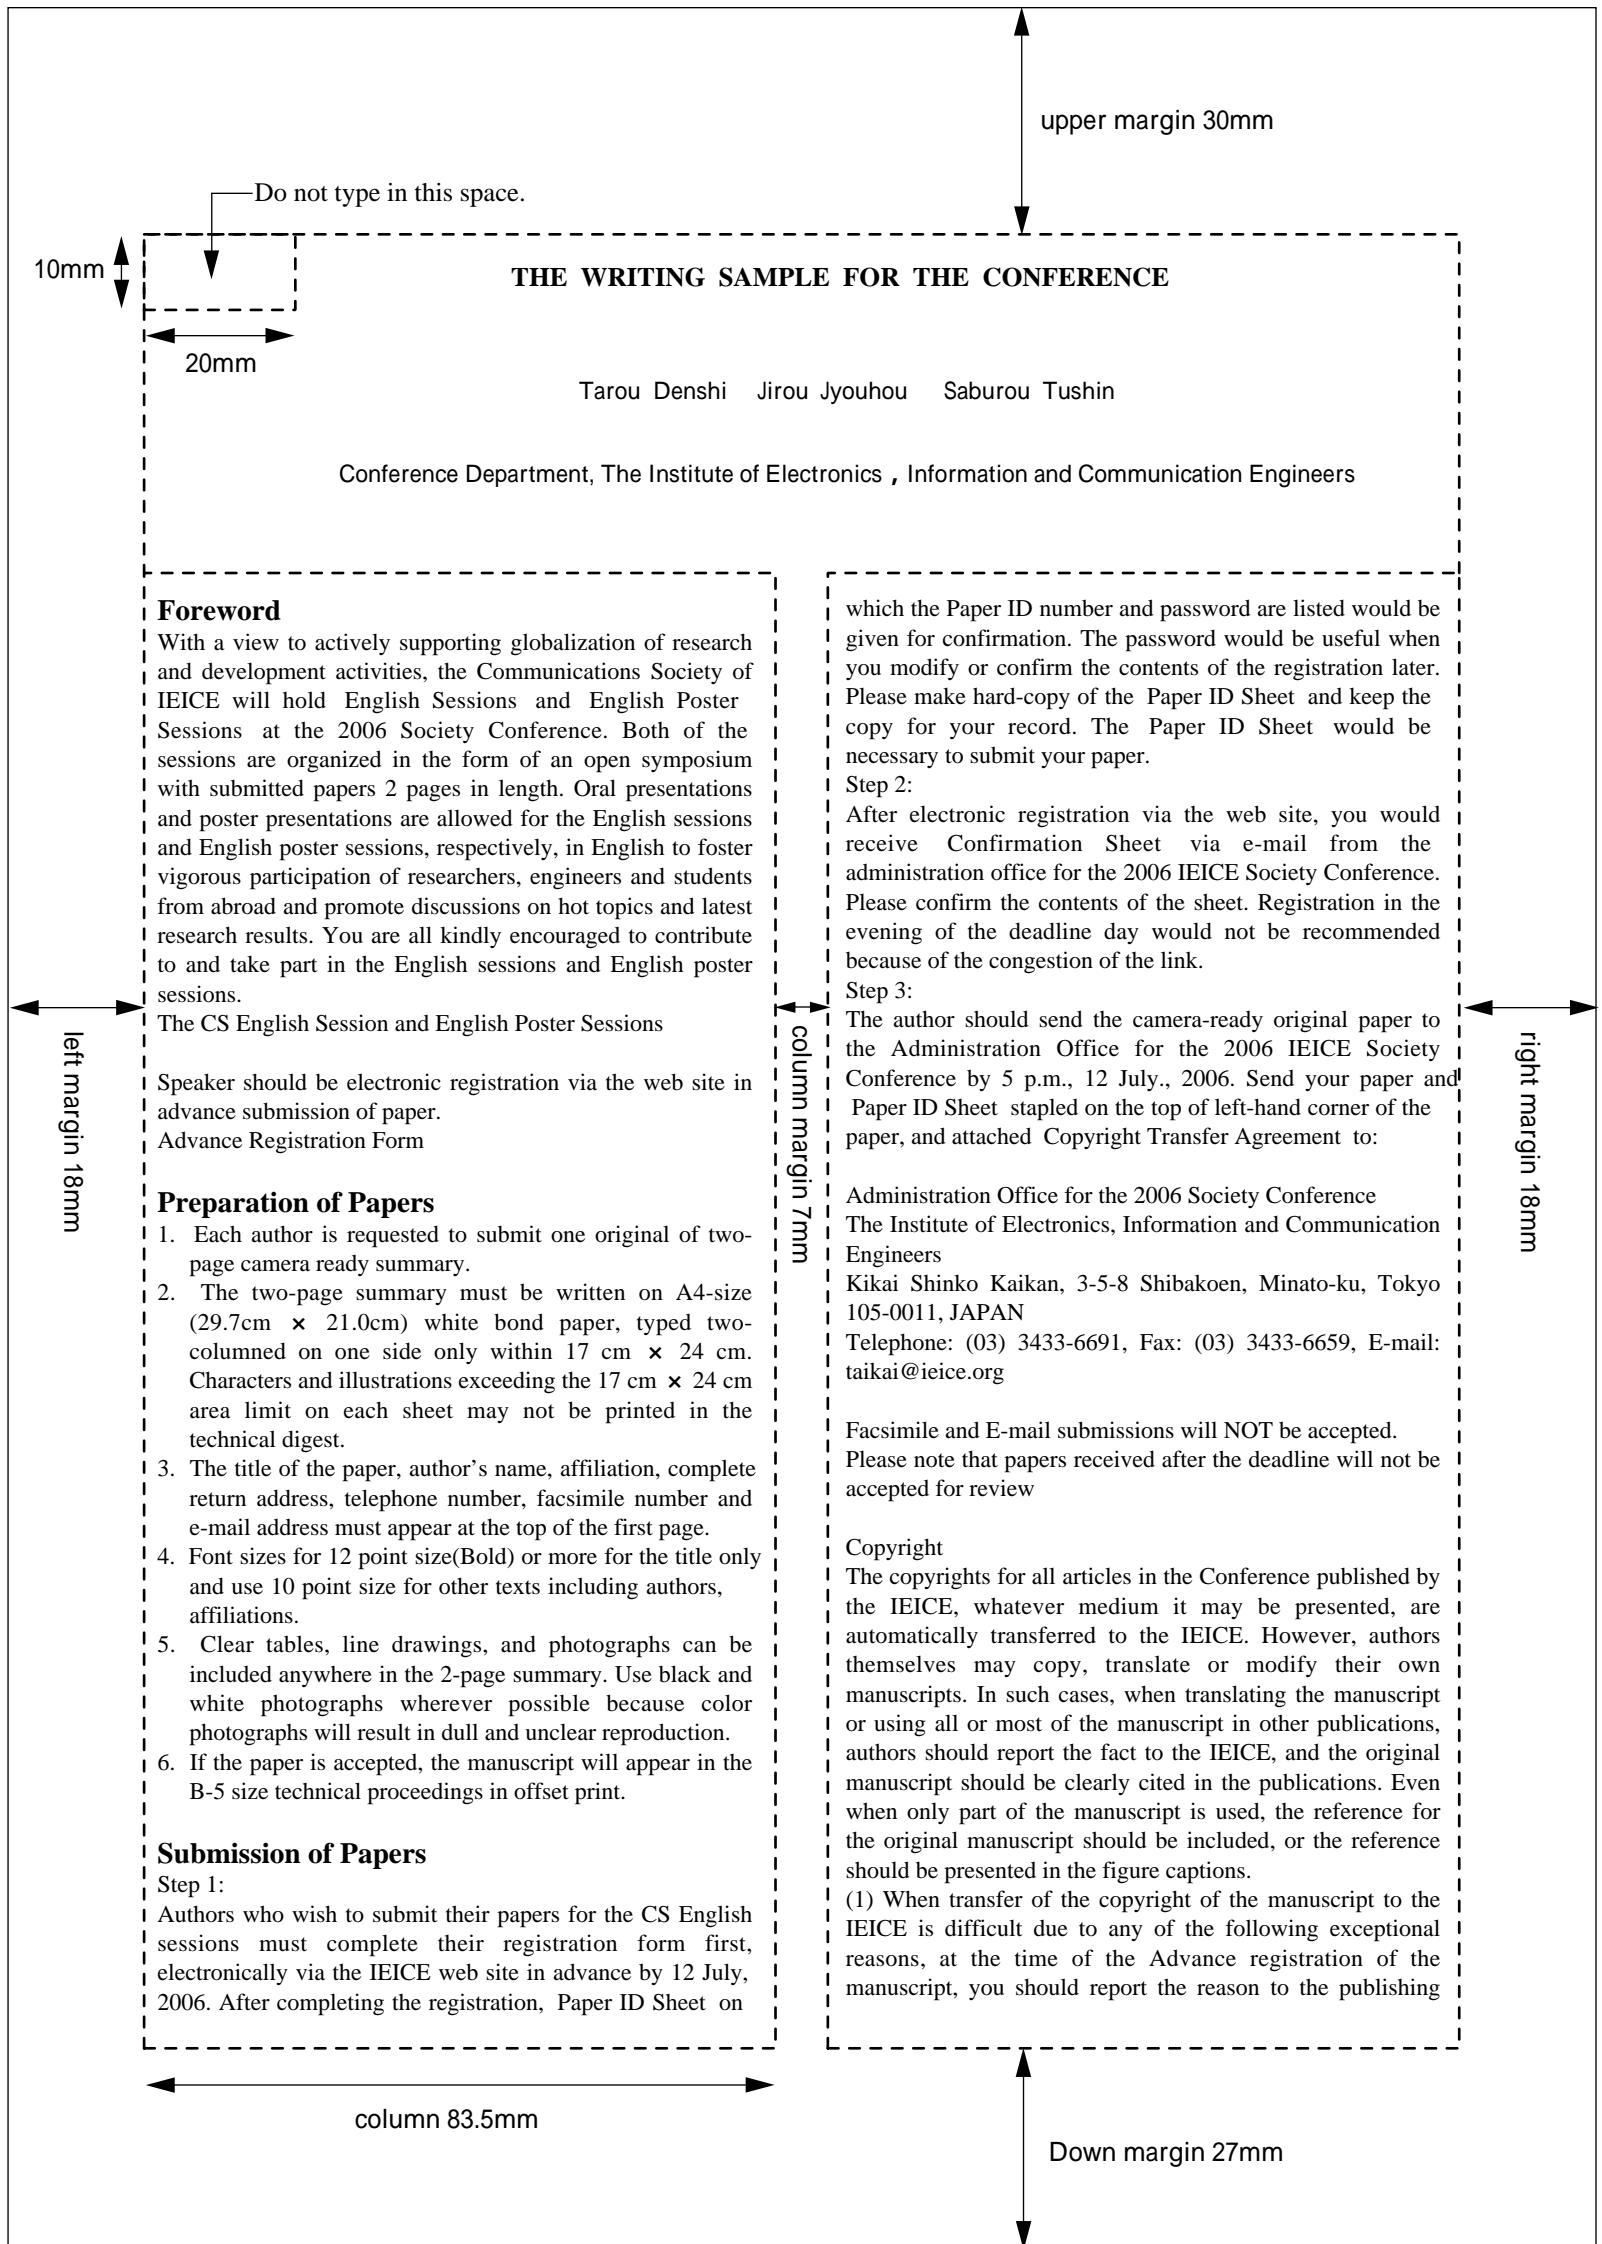 upper margin 30mm
Do not type in this space.
10mm
20mm
THE WRITING SAMPLE FOR THE CONFERENCE
Tarou Denshi Jirou Jyouhou Saburou Tushin
Conference Department, The Institute of Electronics , Information and Communication Engineers
Foreword
With a view to actively supporting globalization of research
and development activities, the Communications Society of
IEICE will hold English Sessions and English Poster
Sessions at the 2006 Society Conference. Both of the
sessions are organized in the form of an open symposium
with submitted papers 2 pages in length. Oral presentations
and poster presentations are allowed for the English sessions
and English poster sessions, respectively, in English to foster
vigorous participation of researchers, engineers and students
from abroad and promote discussions on hot topics and latest
research results. You are all kindly encouraged to contribute
to and take part in the English sessions and English poster
sessions.
The CS English Session and English Poster Sessions
Speaker should be electronic registration via the web site in
advance submission of paper.
Advance Registration Form
Preparation of Papers
1. Each author is requested to submit one original of two-
page camera ready summary.
2. The two-page summary must be written on A4-size
(29.7cm × 21.0cm) white bond paper, typed two-
columned on one side only within 17 cm × 24 cm.
Characters and illustrations exceeding the 17 cm × 24 cm
area limit on each sheet may not be printed in the
technical digest.
3. The title of the paper, author's name, affiliation, complete
return address, telephone number, facsimile number and
e-mail address must appear at the top of the first page.
4. Font sizes for 12 point size(Bold) or more for the title only
and use 10 point size for other texts including authors,
affiliations.
5. Clear tables, line drawings, and photographs can be
included anywhere in the 2-page summary. Use black and
white photographs wherever possible because color
photographs will result in dull and unclear reproduction.
6. If the paper is accepted, the manuscript will appear in the
B-5 size technical proceedings in offset print.
Submission of Papers
Step 1:
Authors who wish to submit their papers for the CS English
sessions must complete their registration form first,
electronically via the IEICE web site in advance by 12 July,
2006. After completing the registration, Paper ID Sheet on
which the Paper ID number and password are listed would be
given for confirmation. The password would be useful when
you modify or confirm the contents of the registration later.
Please make hard-copy of the Paper ID Sheet and keep the
copy for your record. The Paper ID Sheet would be
necessary to submit your paper.
Step 2:
After electronic registration via the web site, you would
receive Confirmation Sheet via e-mail from the
administration office for the 2006 IEICE Society Conference.
Please confirm the contents of the sheet. Registration in the
evening of the deadline day would not be recommended
because of the congestion of the link.
Step 3:
The author should send the camera-ready original paper to
the Administration Office for the 2006 IEICE Society
Conference by 5 p.m., 12 July., 2006. Send your paper and
Paper ID Sheet stapled on the top of left-hand corner of the
paper, and attached Copyright Transfer Agreement to:
Administration Office for the 2006 Society Conference
The Institute of Electronics, Information and Communication
Engineers
Kikai Shinko Kaikan, 3-5-8 Shibakoen, Minato-ku, Tokyo
105-0011, JAPAN
Telephone: (03) 3433-6691, Fax: (03) 3433-6659, E-mail:
taikai@ieice.org
Facsimile and E-mail submissions will NOT be accepted.
Please note that papers received after the deadline will not be
accepted for review
Copyright
The copyrights for all articles in the Conference published by
the IEICE, whatever medium it may be presented, are
automatically transferred to the IEICE. However, authors
themselves may copy, translate or modify their own
manuscripts. In such cases, when translating the manuscript
or using all or most of the manuscript in other publications,
authors should report the fact to the IEICE, and the original
manuscript should be clearly cited in the publications. Even
when only part of the manuscript is used, the reference for
the original manuscript should be included, or the reference
should be presented in the figure captions.
(1) When transfer of the copyright of the manuscript to the
IEICE is difficult due to any of the following exceptional
reasons, at the time of the Advance registration of the
manuscript, you should report the reason to the publishing
left margin 18mm
column margin 7mm
right margin 18mm
column 83.5mm
Down margin 27mm